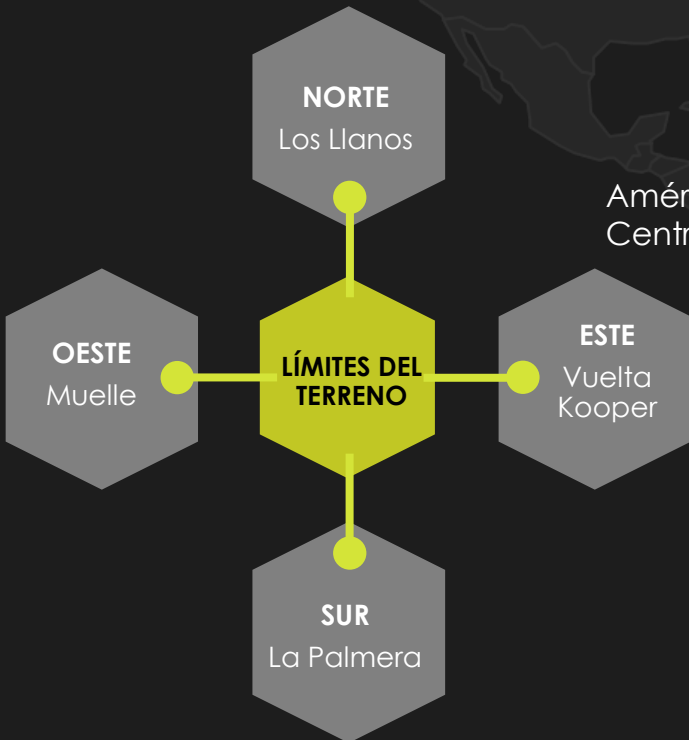 NORTE
Los Llanos
OESTE
Muelle
LÍMITES DEL
TERRENO
ESTE
Vuelta
Kooper
SUR
La Palmera